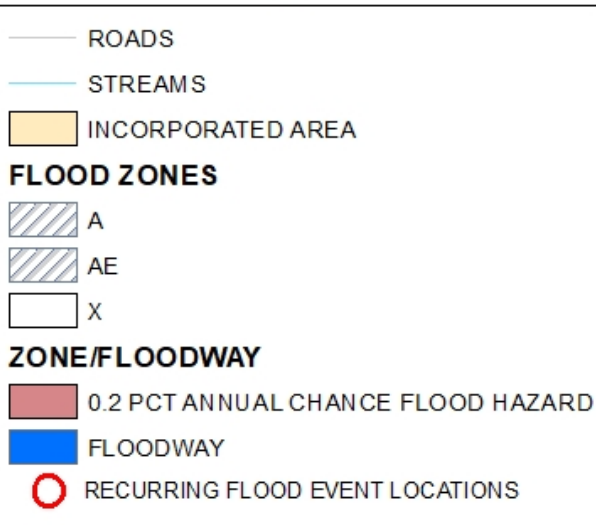 ROADS
STREAMS
INCORPORATED AREA
FLOOD ZONES
A
AE
X
ZONE/FLOODWAY
0.2 PCT ANNUAL CHANCE FLOOD HAZARD
FLOODWAY
RECURRING FLOOD EVENT LOCATIONS